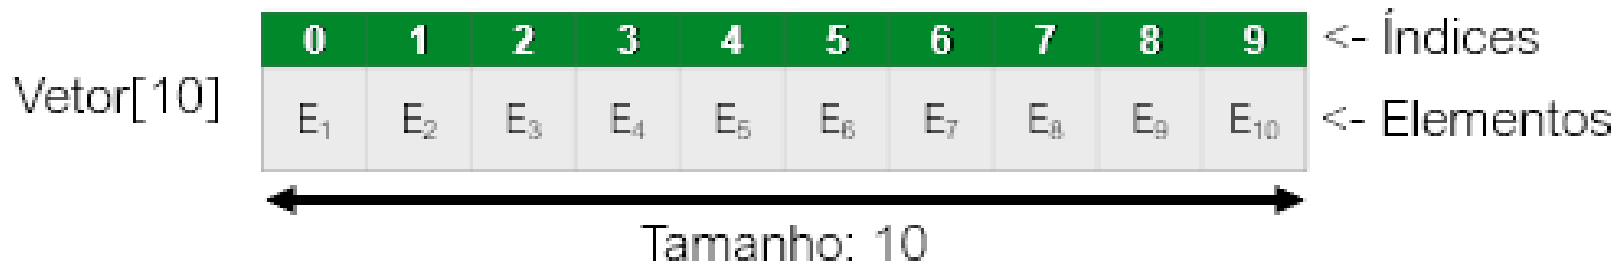 0 1 2 3 4 5 6 7 8 9 <- Índices
Vetor[10]
E₁ E₂ E₃ E₄ E₅ E₆ E₇ E₈ E₉ E₁₀ <- Elementos
Tamanho: 10